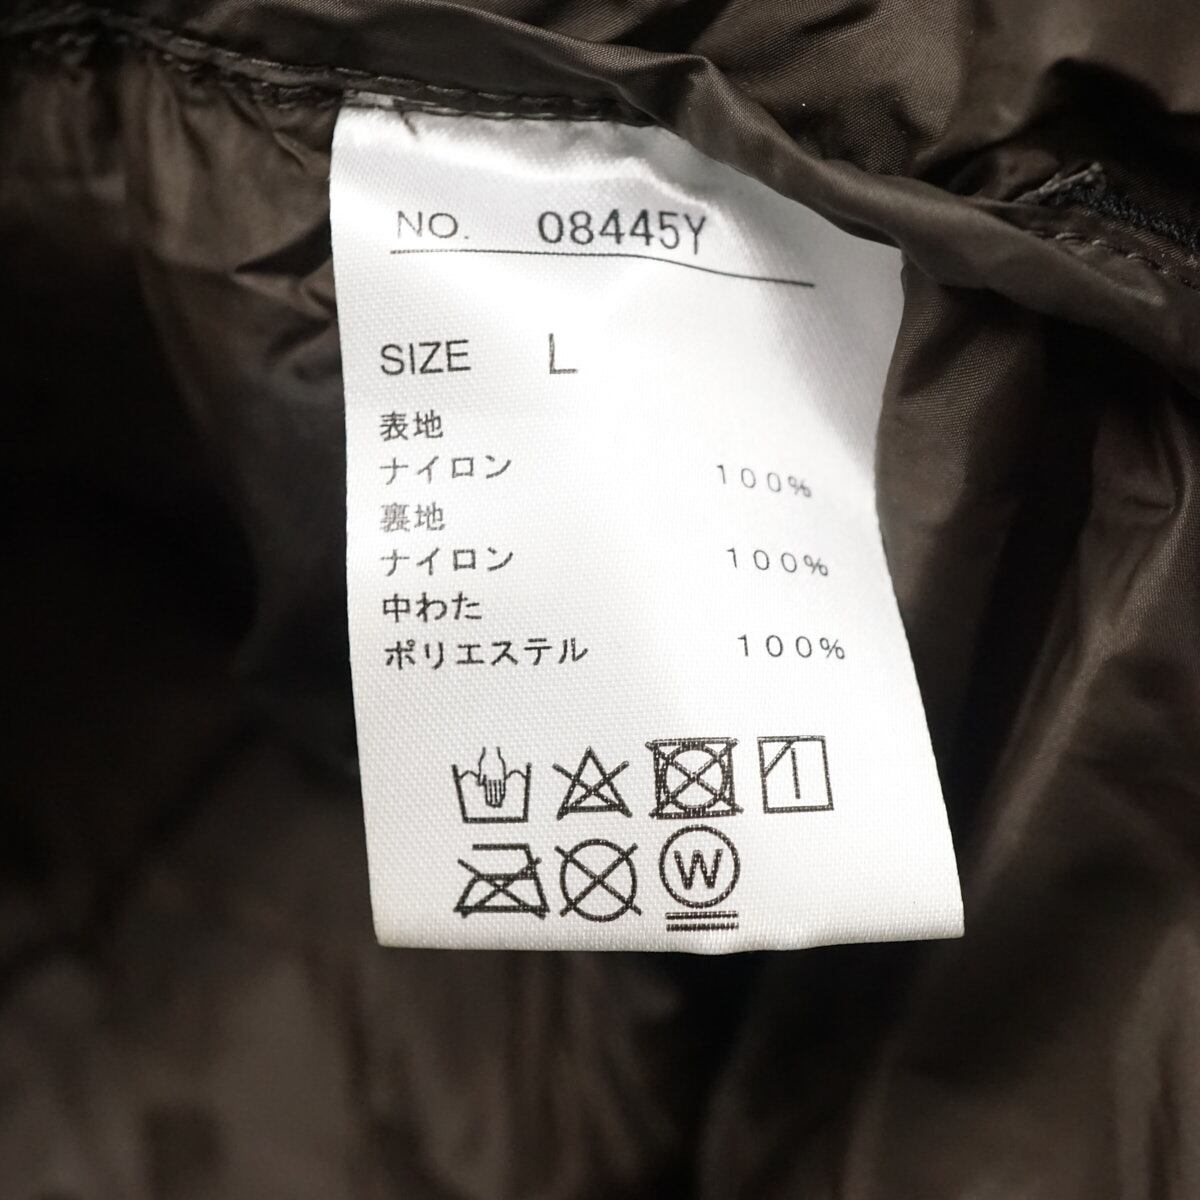 NO. 08445Y
SIZE L
表地
ナイロン 100%
裏地
ナイロン 100%
中わた
ポリエステル 100%
W